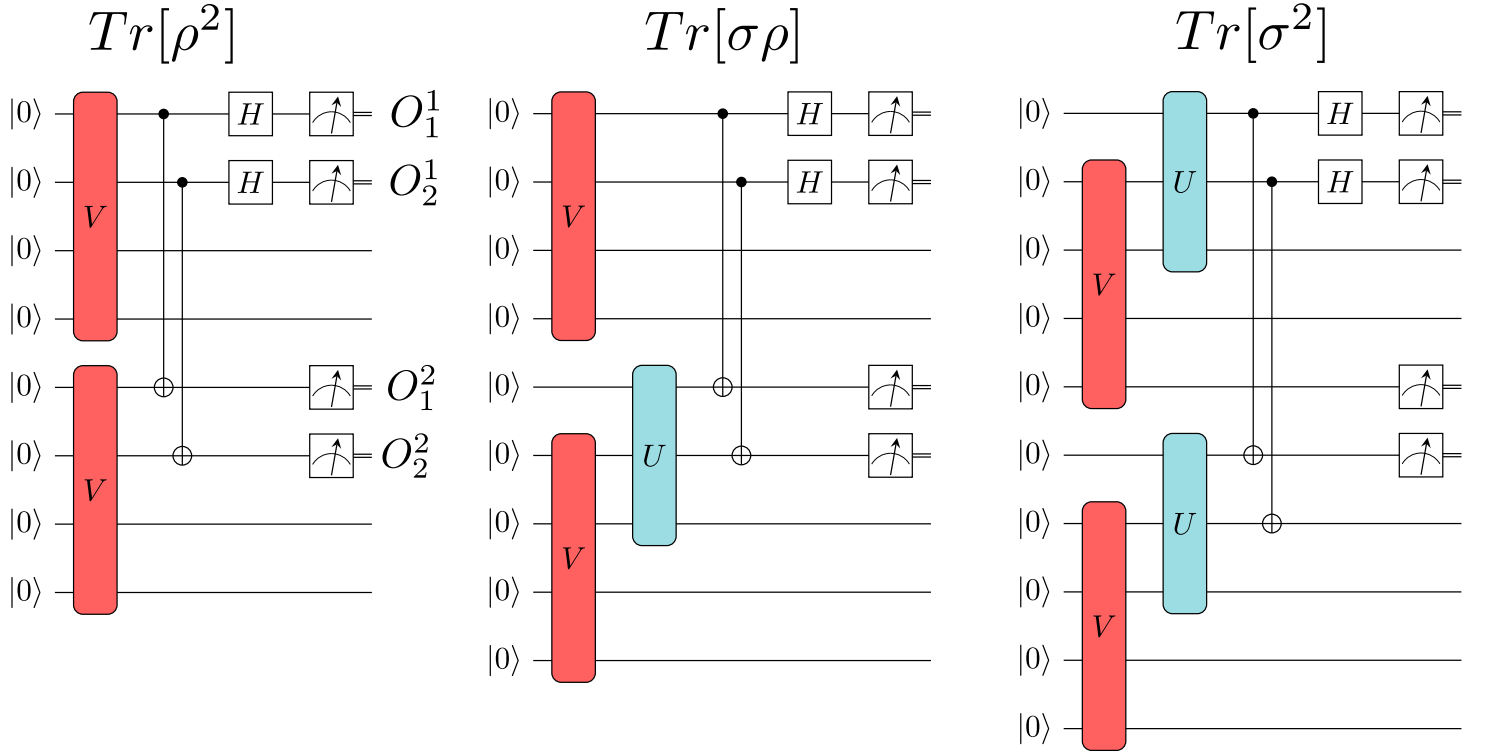 Tr[ρ²] Tr[σρ] Tr[σ²]
|0⟩ H O₁¹ |0⟩ H |0⟩ H
|0⟩ H O₂¹ |0⟩ H |0⟩ U H
V V
|0⟩ |0⟩ |0⟩
V
|0⟩ |0⟩ |0⟩
|0⟩ O₁² |0⟩ |0⟩
|0⟩ O₂² |0⟩ U |0⟩
V
|0⟩ |0⟩ |0⟩ U
V
|0⟩ |0⟩ |0⟩
V
|0⟩ |0⟩
|0⟩